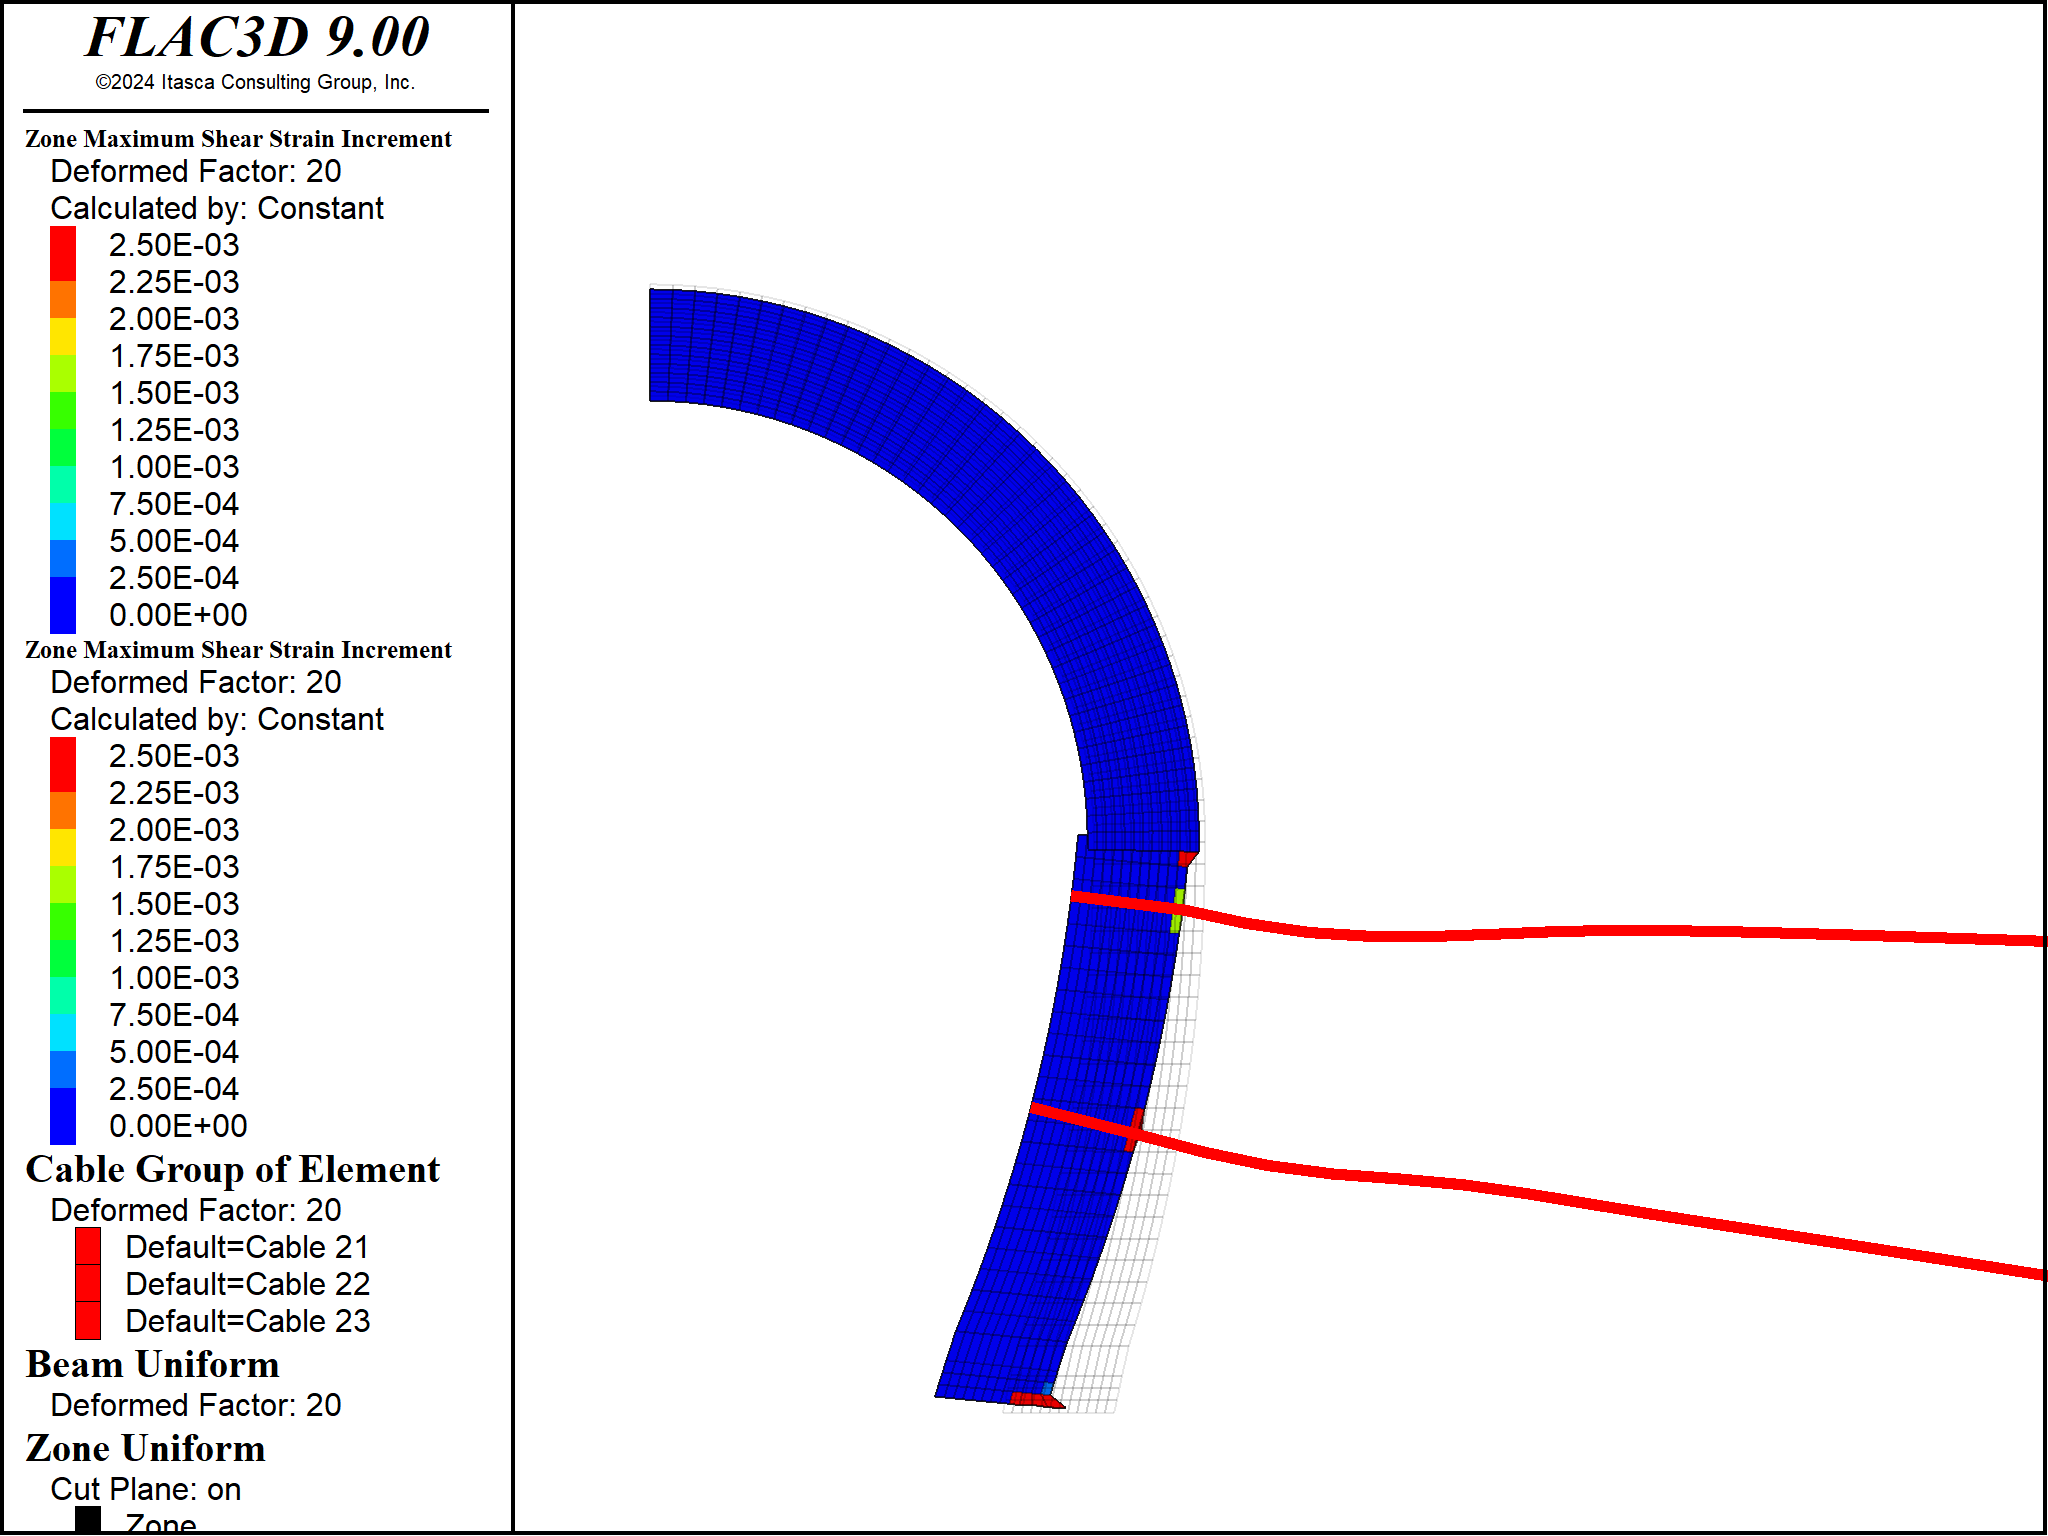 FLAC3D 9.00
©2024 Itasca Consulting Group, Inc.
Zone Maximum Shear Strain Increment
Deformed Factor: 20
Calculated by: Constant
2.50E-03
2.25E-03
2.00E-03
1.75E-03
1.50E-03
1.25E-03
1.00E-03
7.50E-04
5.00E-04
2.50E-04
0.00E+00
Zone Maximum Shear Strain Increment
Deformed Factor: 20
Calculated by: Constant
2.50E-03
2.25E-03
2.00E-03
1.75E-03
1.50E-03
1.25E-03
1.00E-03
7.50E-04
5.00E-04
2.50E-04
0.00E+00
Cable Group of Element
Deformed Factor: 20
Default=Cable 21
Default=Cable 22
Default=Cable 23
Beam Uniform
Deformed Factor: 20
Zone Uniform
Cut Plane: on
Zone